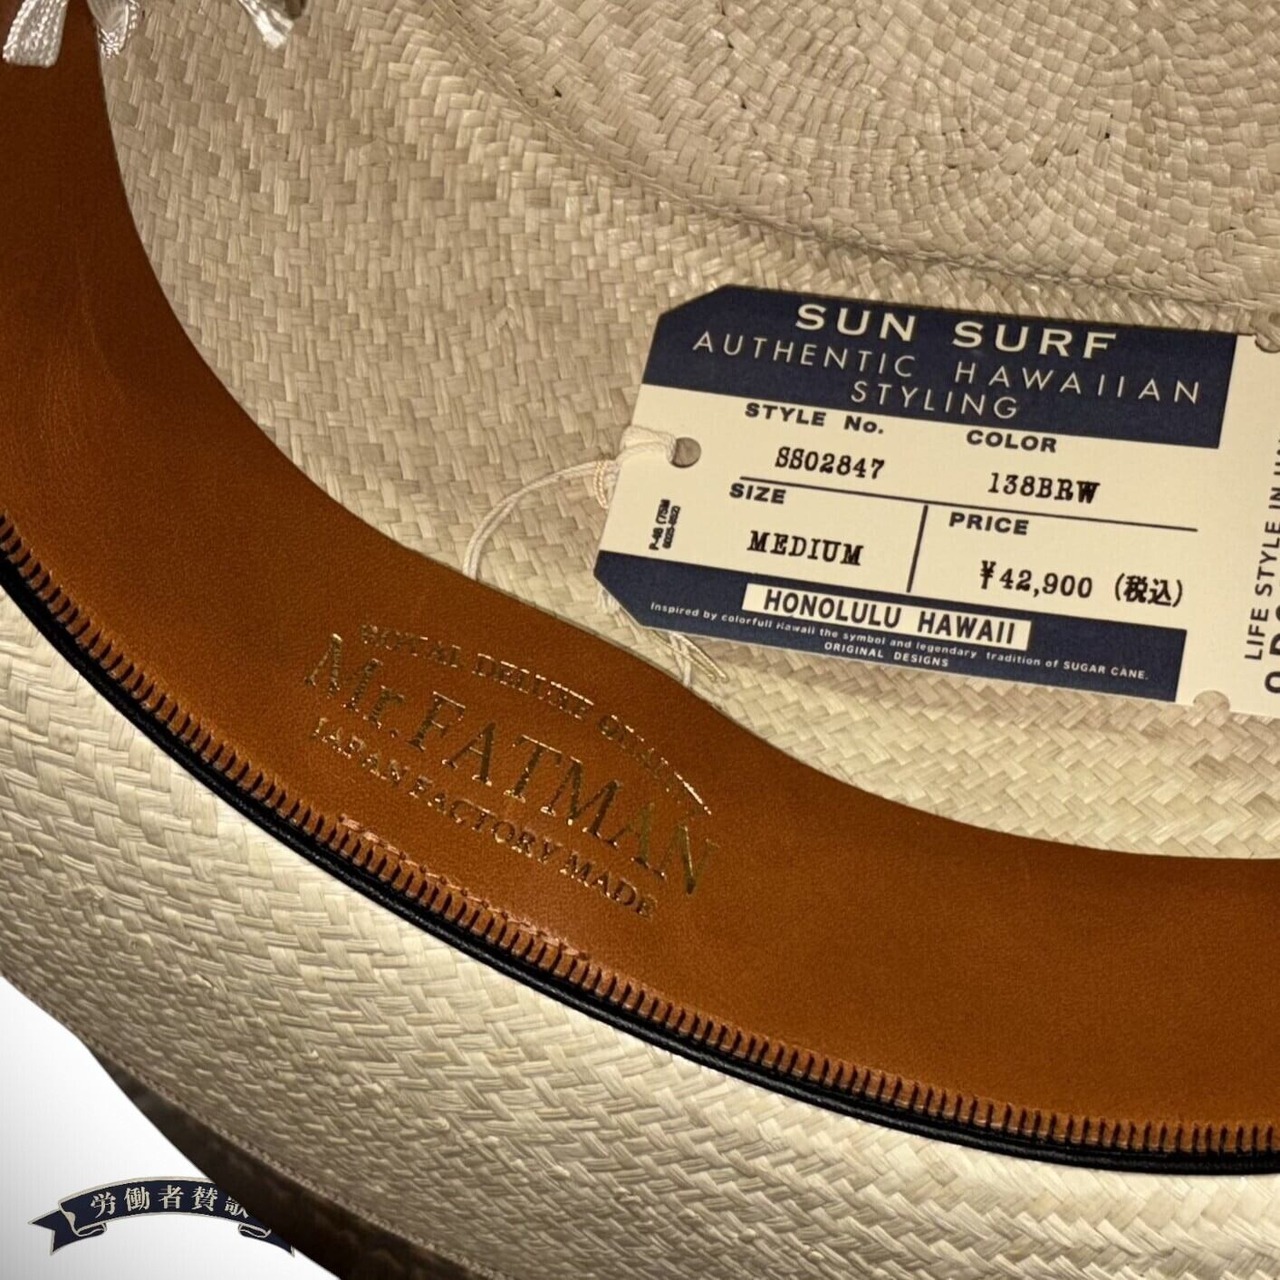 SUN SURF
AUTHENTIC HAWAIIAN
STYLING
STYLE No. COLOR
SS02847 138BRW
SIZE PRICE
MEDIUM ¥42,900 (税込)
HONOLULU HAWAII
Inspired by colorfull Hawaii the symbol and legendary tradition of SUGAR CANE.
ORIGINAL DESIGNS
LIFE STYLE IN
ROYAL DELUXE QUALITY
Mr.FATMAN
JAPAN FACTORY MADE
労働者賛歌